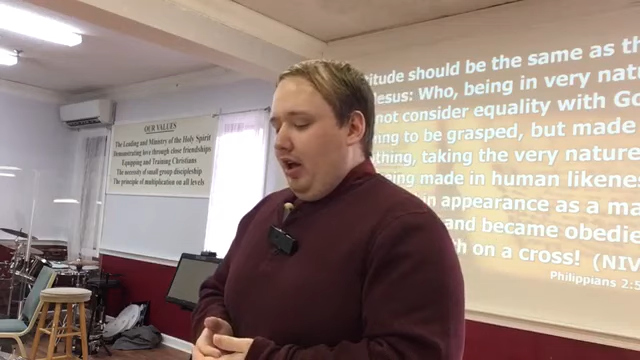 OUR VALUES
The Leading and Ministry of the Holy Spirit
Demonstrating love through close friendships
Equipping and Training Christians
The necessity of small group discipleship
The principle of multiplication on all levels
itude should be the same as th
Jesus: Who, being in very natu
not consider equality with Go
ng to be grasped, but made
thing, taking the very nature
ing made in human likenes
in appearance as a ma
and became obedie
th on a cross! (NIV
Philippians 2:5